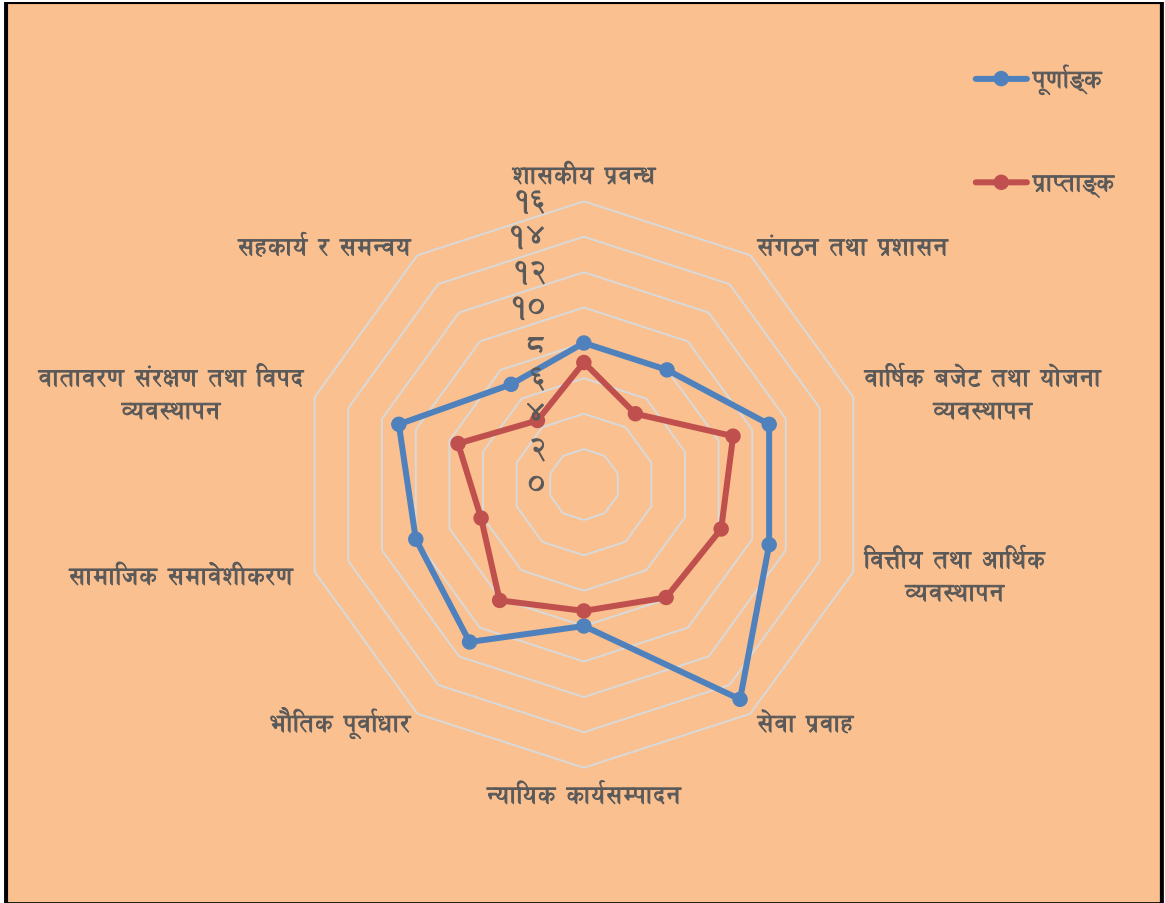 पूर्णाङ्क
प्राप्ताङ्क
शासकीय प्रवन्ध
संगठन तथा प्रशासन
वार्षिक बजेट तथा योजना
व्यवस्थापन
वित्तीय तथा आर्थिक
व्यवस्थापन
सेवा प्रवाह
न्यायिक कार्यसम्पादन
भौतिक पूर्वाधार
सामाजिक समावेशीकरण
वातावरण संरक्षण तथा विपद
व्यवस्थापन
सहकार्य र समन्वय
१६
१४
१२
१०
८
६
४
२
०